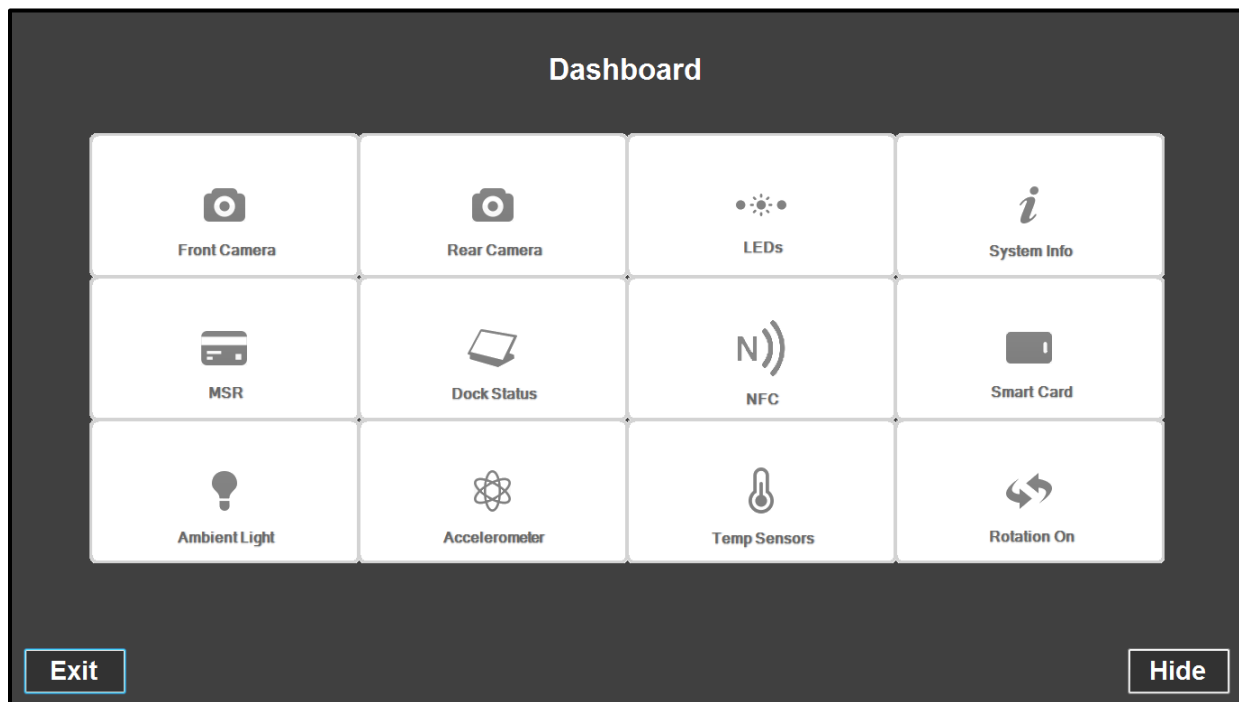 Dashboard
Front Camera
Rear Camera
LEDs
System Info
MSR
Dock Status
N
NFC
Smart Card
Ambient Light
Accelerometer
Temp Sensors
Rotation On
Exit
Hide